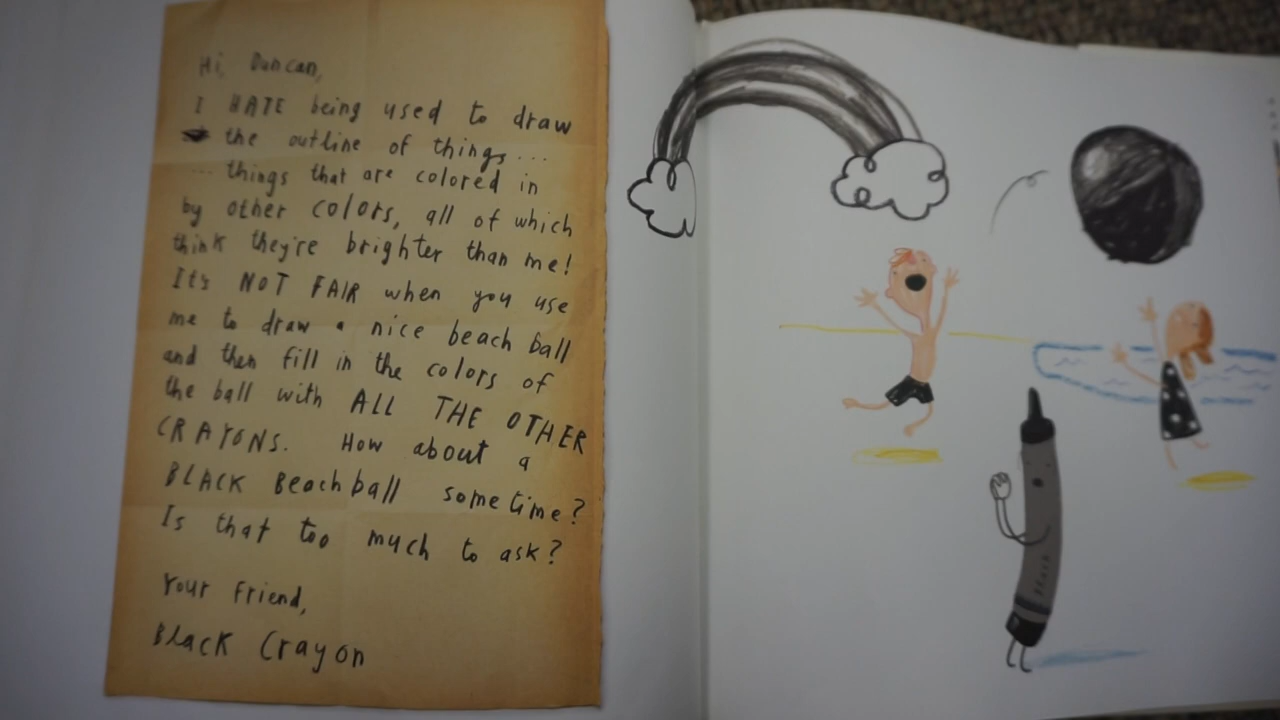 Hi, Duncan,
I HATE being used to draw
the outline of things...
... things that are colored in
by other colors, all of which
think they're brighter than me!
It's NOT FAIR when you use
me to draw a nice beach ball
and then fill in the colors of
the ball with ALL THE OTHER
CRAYONS. How about a
BLACK Beach ball sometime?
Is that too much to ask?
Your friend,
Black Crayon